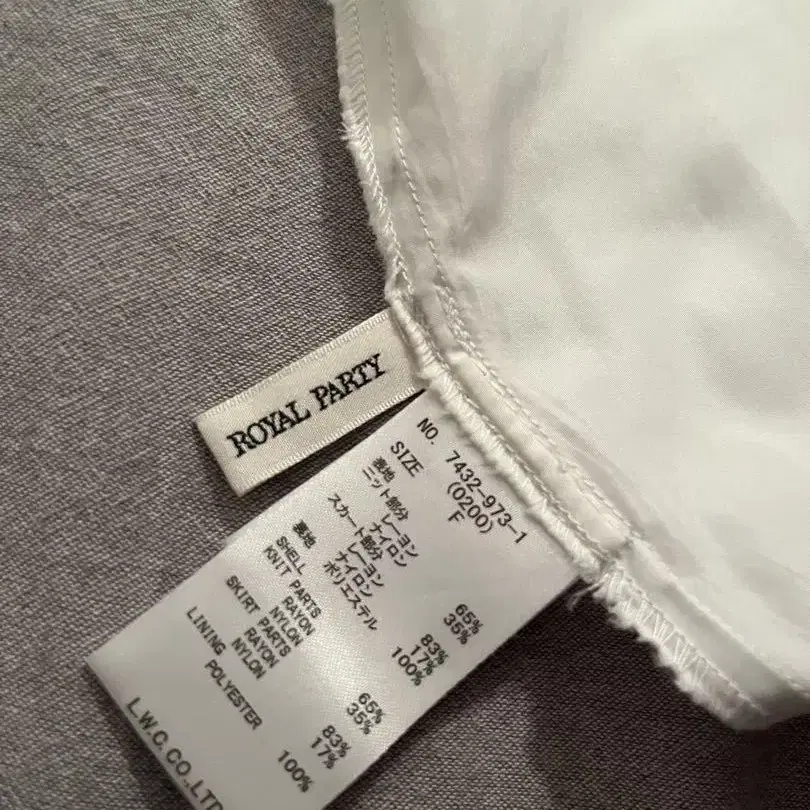 ROYAL PARTY
NO. 7432-973-1
(0200)
SIZE F
表地
ニット部分
レーヨン 65%
ナイロン 35%
スカート部分
レーヨン 83%
ナイロン 17%
裏地 ポリエステル 100%
SHELL
KNIT PARTS
RAYON 65%
NYLON 35%
SKIRT PARTS
RAYON 83%
NYLON 17%
LINING
POLYESTER 100%
L.W.C.CO.,LTD